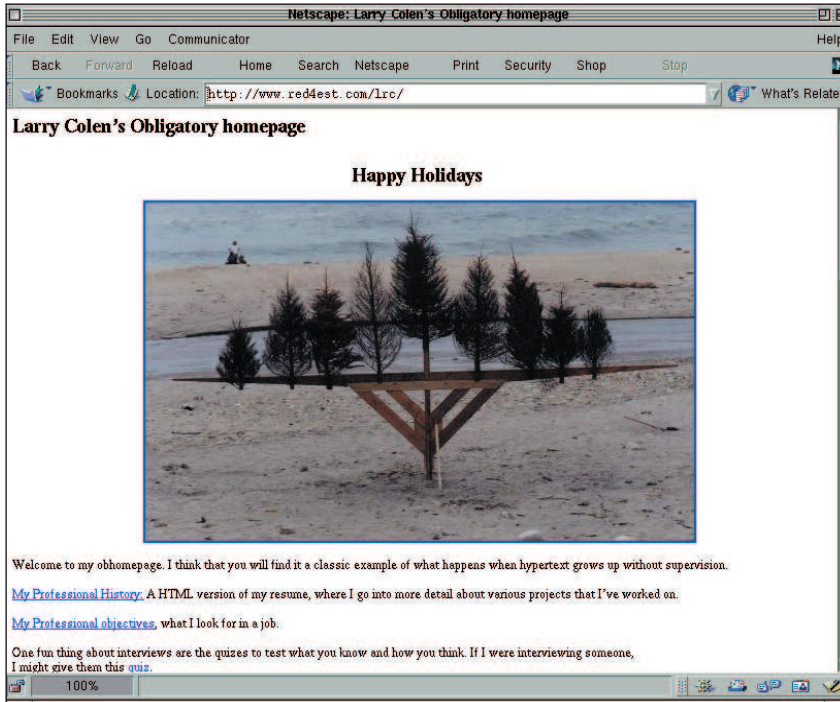 Netscape: Larry Colen's Obligatory homepage
File Edit View Go Communicator Help
Back Forward Reload Home Search Netscape Print Security Shop Stop
Bookmarks Location: http://www.red4est.com/lrc/ What's Relate
Larry Colen's Obligatory homepage
Happy Holidays
Welcome to my obhomepage. I think that you will find it a classic example of what happens when hypertext grows up without supervision.
My Professional History: A HTML version of my resume, where I go into more detail about various projects that I've worked on.
My Professional objectives, what I look for in a job.
One fun thing about interviews are the quizes to test what you know and how you think. If I were interviewing someone,
I might give them this quiz.
100%